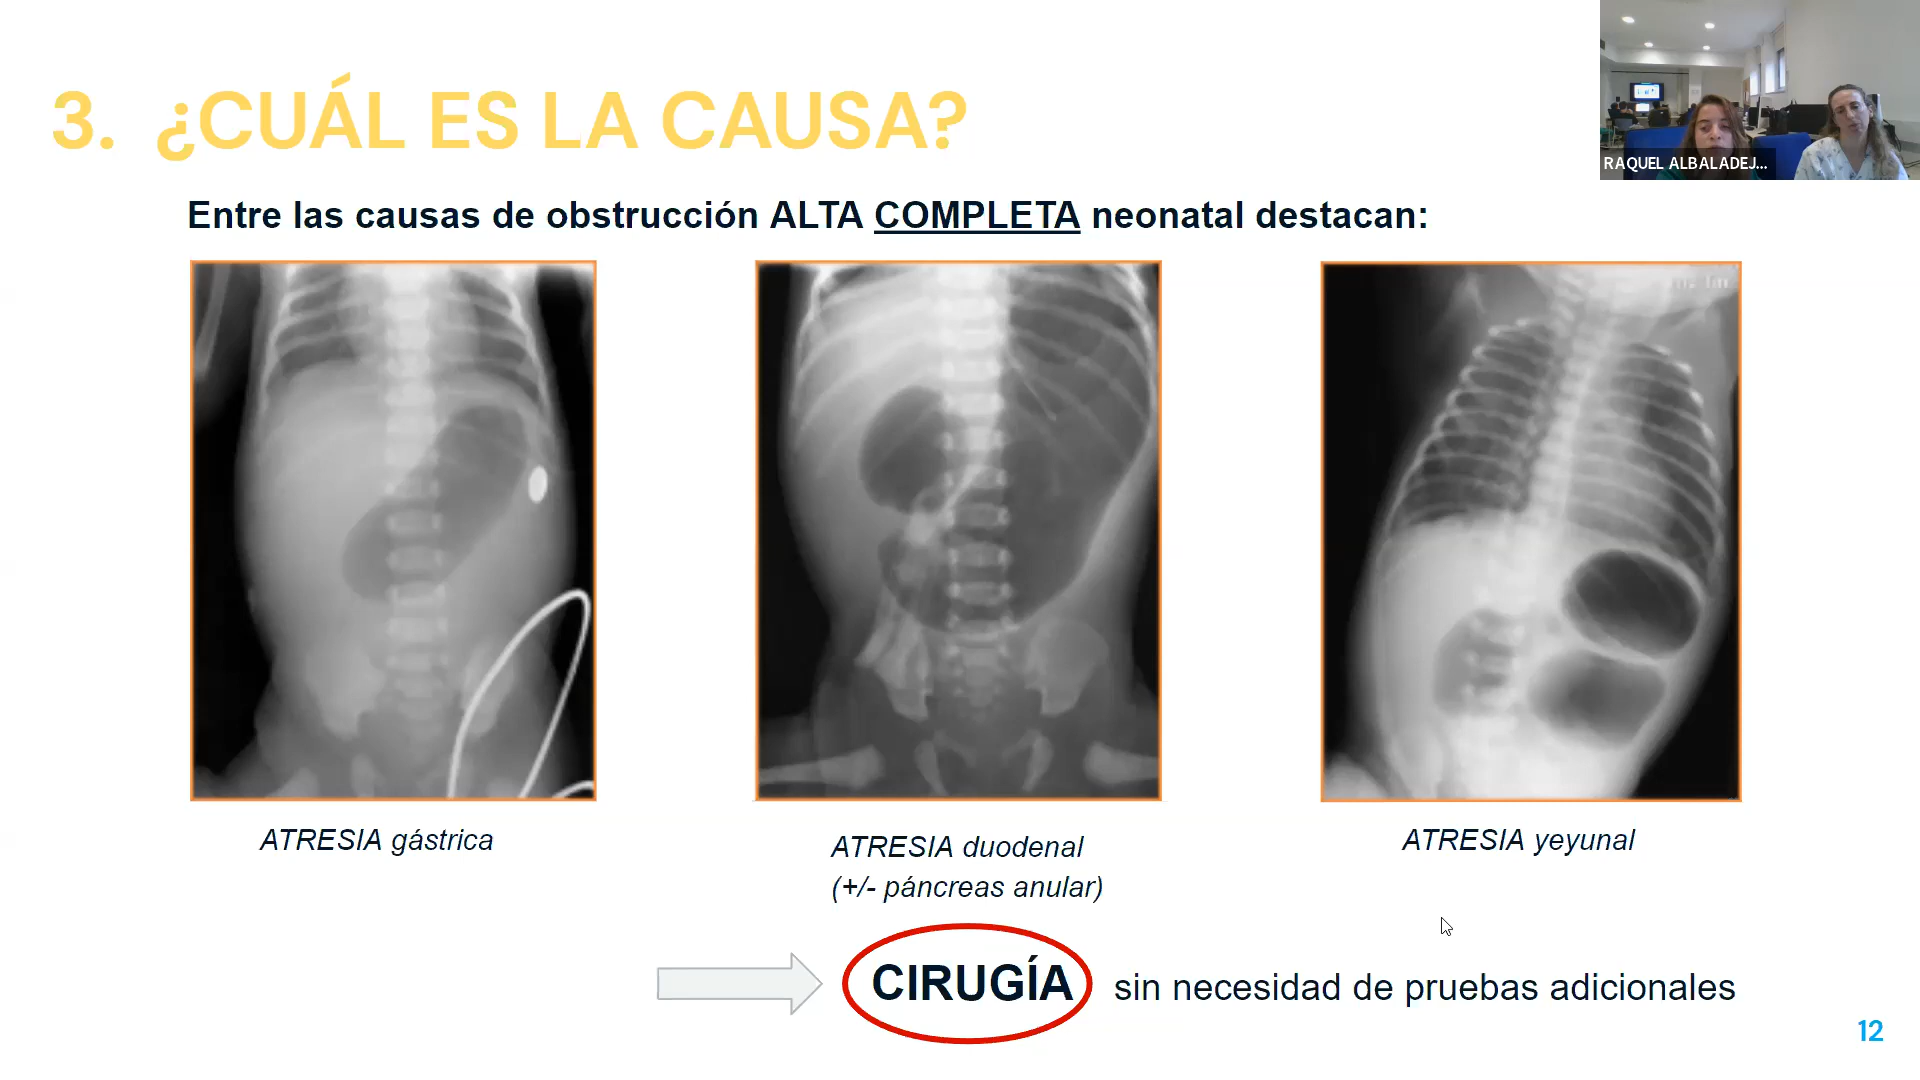 3. ¿CUÁL ES LA CAUSA?
RAQUEL ALBALADEJ...
Entre las causas de obstrucción ALTA COMPLETA neonatal destacan:
ATRESIA gástrica
ATRESIA duodenal
(+/- páncreas anular)
ATRESIA yeyunal
CIRUGÍA sin necesidad de pruebas adicionales
12